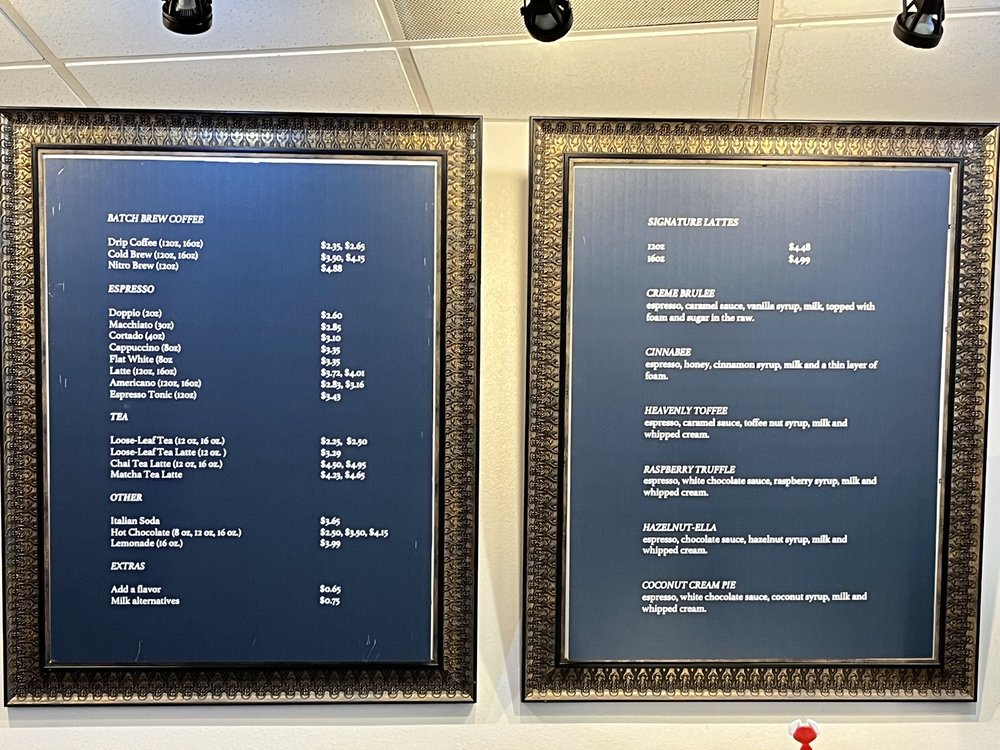 BATCH BREW COFFEE
Drip Coffee (12oz, 16oz) $2.35, $2.65
Cold Brew (12oz, 16oz) $3.50, $4.15
Nitro Brew (12oz) $4.88
ESPRESSO
Doppio (2oz) $2.60
Macchiato (3oz) $2.85
Cortado (4oz) $3.10
Cappuccino (8oz) $3.35
Flat White (8oz $3.35
Latte (12oz, 16oz) $3.72, $4.01
Americano (12oz, 16oz) $2.83, $3.16
Espresso Tonic (12oz) $3.43
TEA
Loose-Leaf Tea (12 oz, 16 oz.) $2.25, $2.50
Loose-Leaf Tea Latte (12 oz. ) $3.29
Chai Tea Latte (12 oz, 16 oz.) $4.50, $4.95
Matcha Tea Latte $4.23, $4.65
OTHER
Italian Soda $3.65
Hot Chocolate (8 oz, 12 oz, 16 oz.) $2.50, $3.50, $4.15
Lemonade (16 oz.) $3.99
EXTRAS
Add a flavor $0.65
Milk alternatives $0.75
SIGNATURE LATTES
12oz $4.48
16oz $4.99
CREME BRULEE
espresso, caramel sauce, vanilla syrup, milk, topped with
foam and sugar in the raw.
CINNABEE
espresso, honey, cinnamon syrup, milk and a thin layer of
foam.
HEAVENLY TOFFEE
espresso, caramel sauce, toffee nut syrup, milk and
whipped cream.
RASPBERRY TRUFFLE
espresso, white chocolate sauce, raspberry syrup, milk and
whipped cream.
HAZELNUT-ELLA
espresso, chocolate sauce, hazelnut syrup, milk and
whipped cream.
COCONUT CREAM PIE
espresso, white chocolate sauce, coconut syrup, milk and
whipped cream.